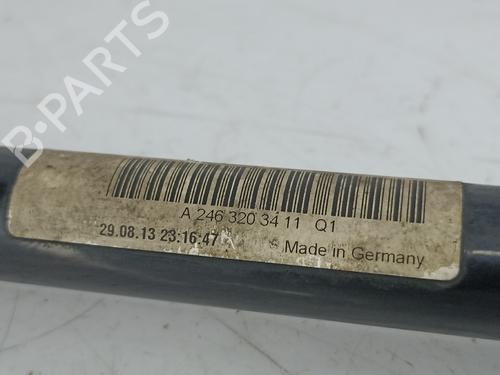 B-PARTS
A 246 320 34 11 Q1
29.08.13 23:16:47
Made in Germany